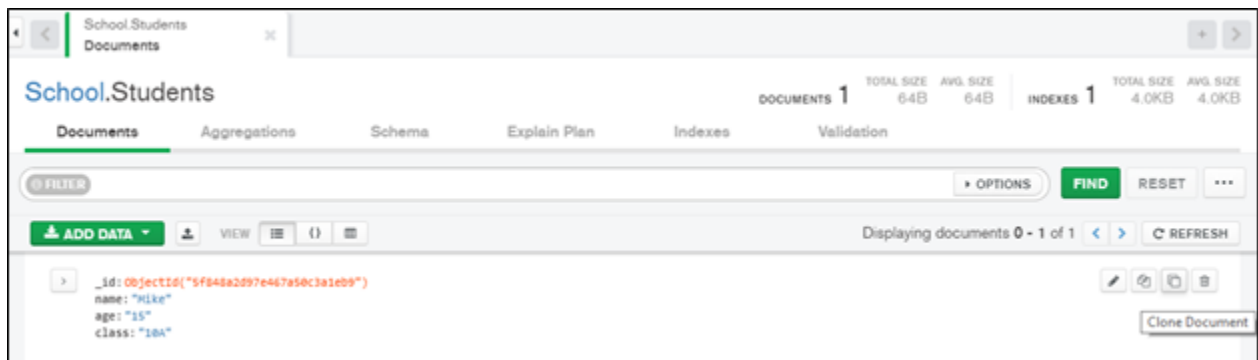 School.Students
Documents
School.Students
DOCUMENTS 1 TOTAL SIZE 64B AVG. SIZE 64B INDEXES 1 TOTAL SIZE 4.0KB AVG. SIZE 4.0KB
Documents Aggregations Schema Explain Plan Indexes Validation
FILTER OPTIONS FIND RESET ...
ADD DATA VIEW {} Displaying documents 0 - 1 of 1 < > REFRESH
_id:ObjectId("5f848a2d97e467a50c3a1eb9")
name:"Mike"
age:"15"
class:"10A"
Clone Document